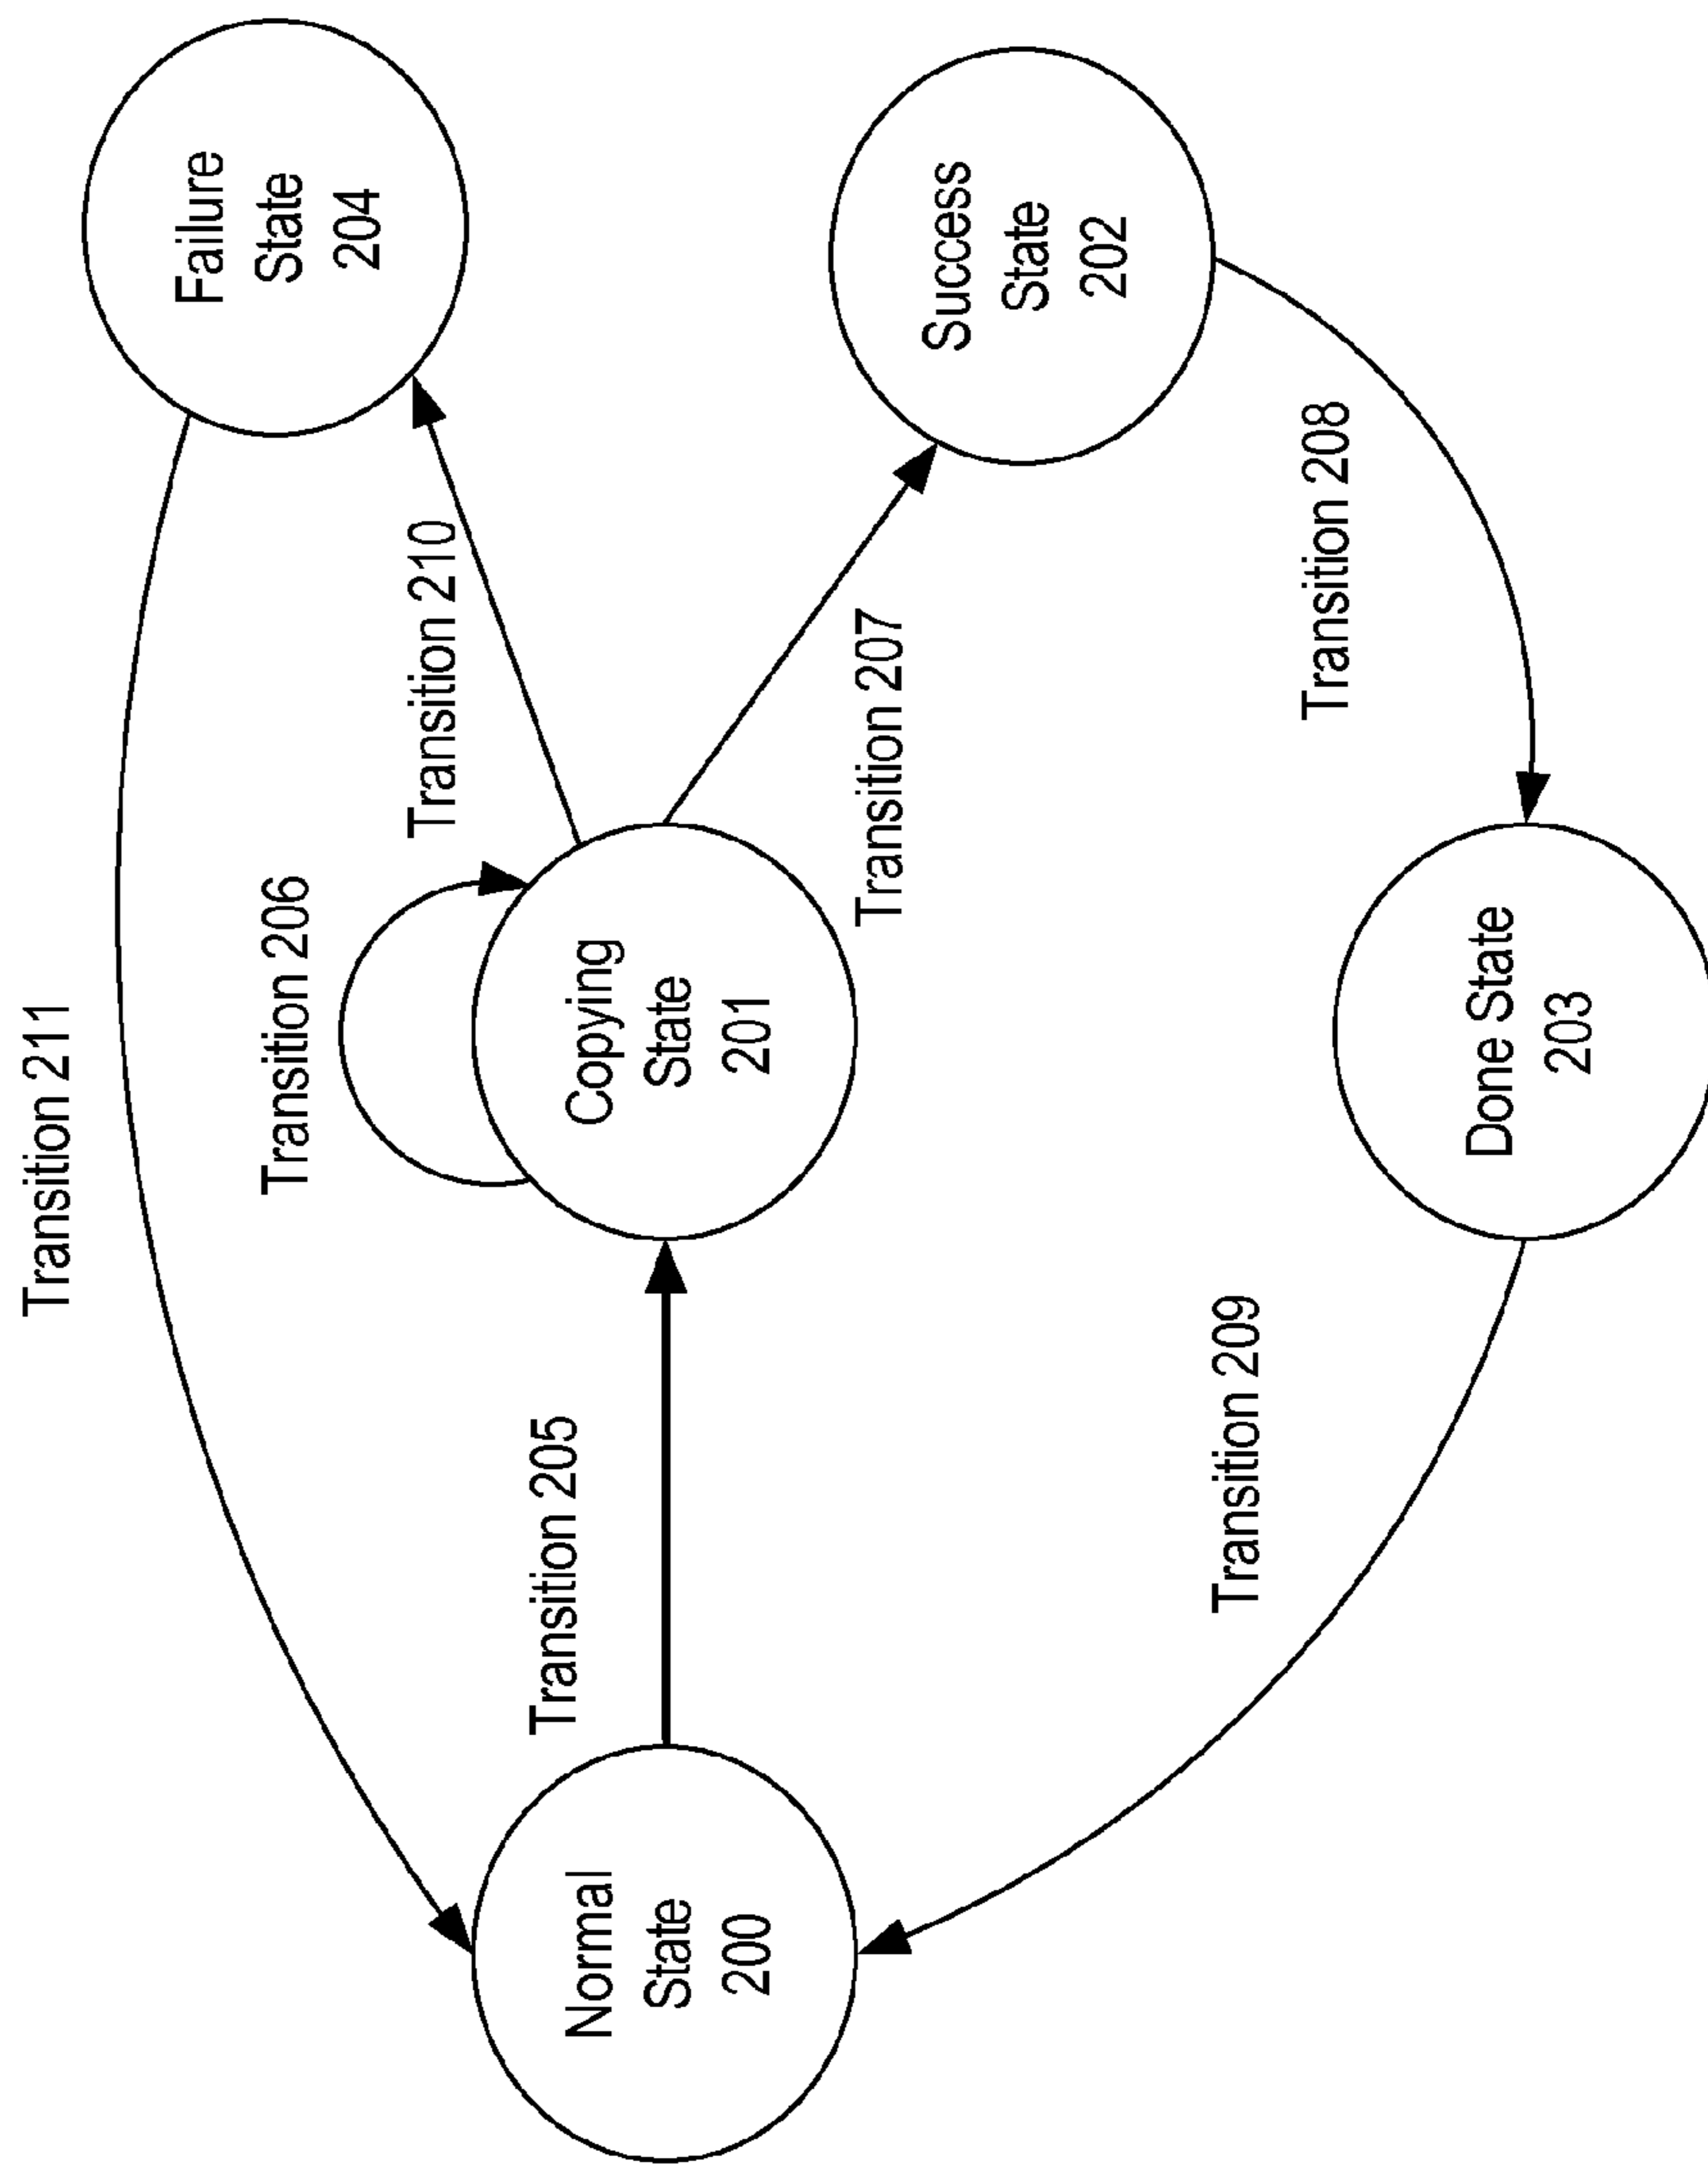 Transition 211
Failure
State
204
Transition 206
Transition 210
Normal
State
200
Transition 205
Copying
State
201
Transition 207
Success
State
202
Transition 209
Transition 208
Done State
203